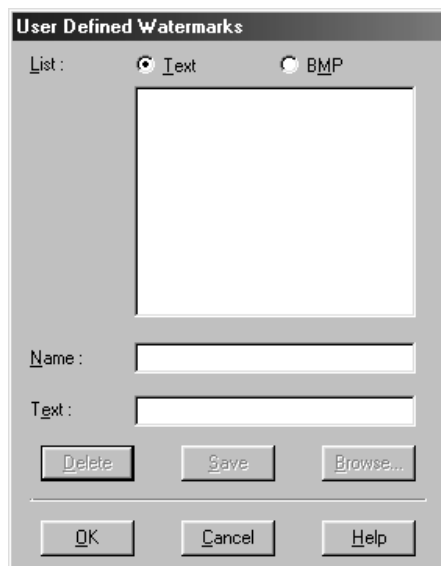 User Defined Watermarks
List : Text BMP
Name :
Text :
Delete Save Browse...
OK Cancel Help